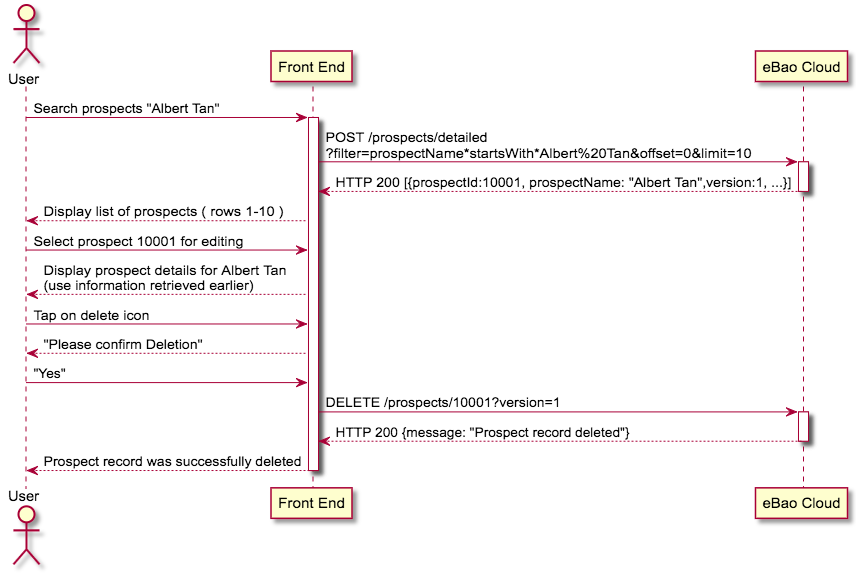 User
Front End
eBao Cloud
Search prospects "Albert Tan"
POST /prospects/detailed
?filter=prospectName*startsWith*Albert%20Tan&offset=0&limit=10
HTTP 200 [{prospectId:10001, prospectName: "Albert Tan",version:1, ...}]
Display list of prospects ( rows 1-10 )
Select prospect 10001 for editing
Display prospect details for Albert Tan
(use information retrieved earlier)
Tap on delete icon
"Please confirm Deletion"
"Yes"
DELETE /prospects/10001?version=1
HTTP 200 {message: "Prospect record deleted"}
Prospect record was successfully deleted
User
Front End
eBao Cloud